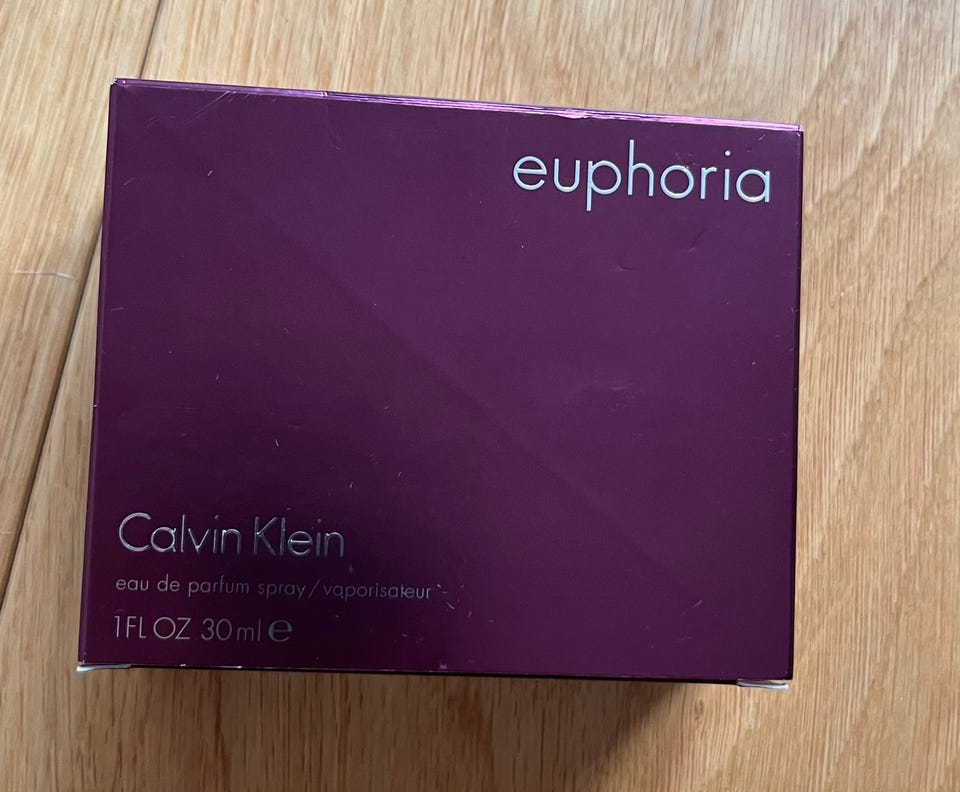 euphoria
Calvin Klein
eau de parfum spray/vaporisateur
1FL OZ 30ml e